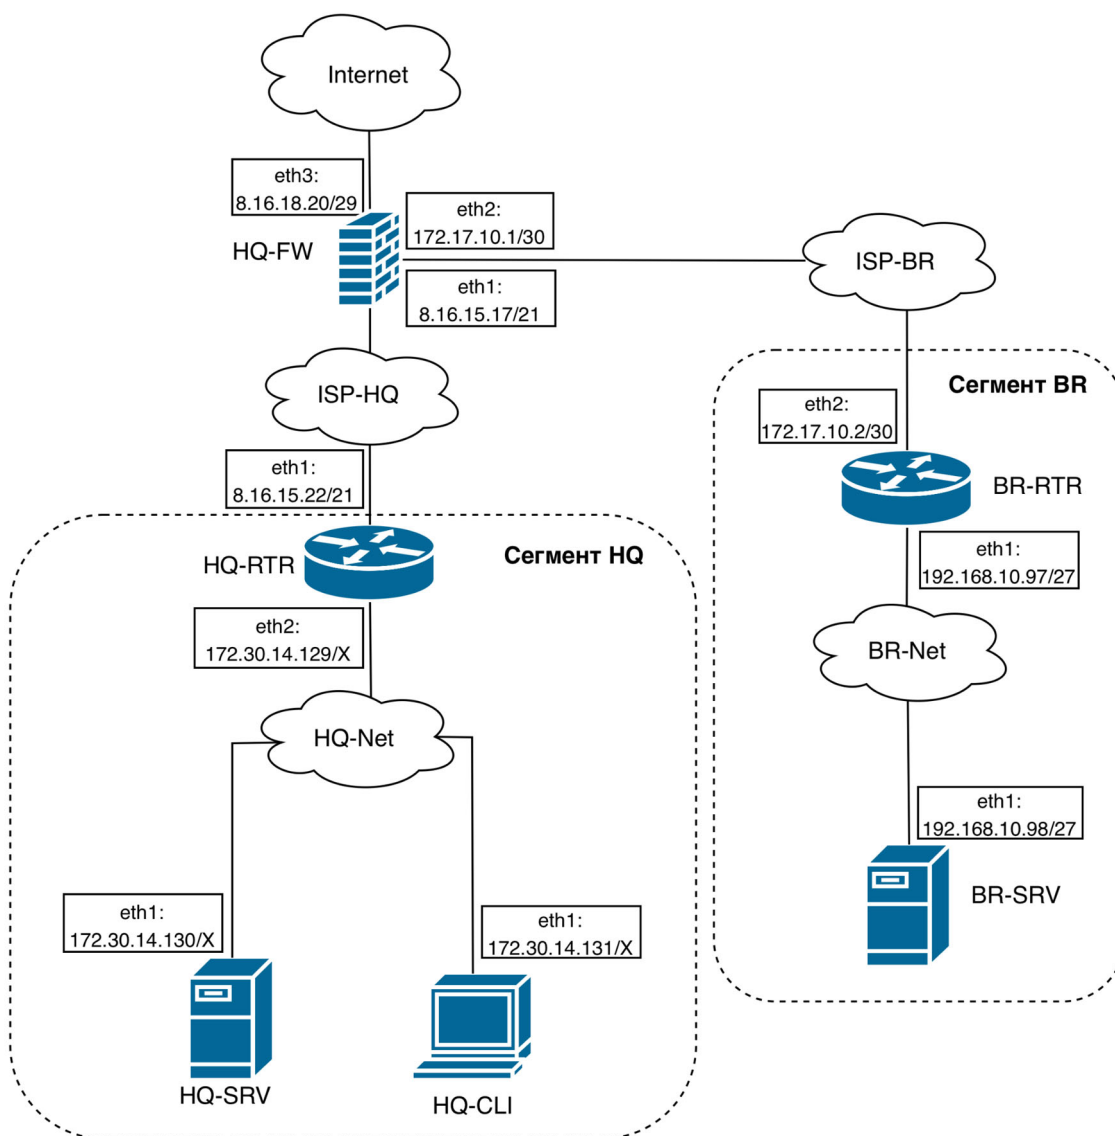 Internet
eth3:
8.16.18.20/29
eth2:
172.17.10.1/30
HQ-FW
eth1:
8.16.15.17/21
ISP-BR
ISP-HQ
Сегмент BR
eth2:
172.17.10.2/30
eth1:
8.16.15.22/21
BR-RTR
HQ-RTR
Сегмент HQ
eth1:
192.168.10.97/27
eth2:
172.30.14.129/X
BR-Net
HQ-Net
eth1:
192.168.10.98/27
BR-SRV
eth1:
172.30.14.130/X
eth1:
172.30.14.131/X
HQ-SRV
HQ-CLI